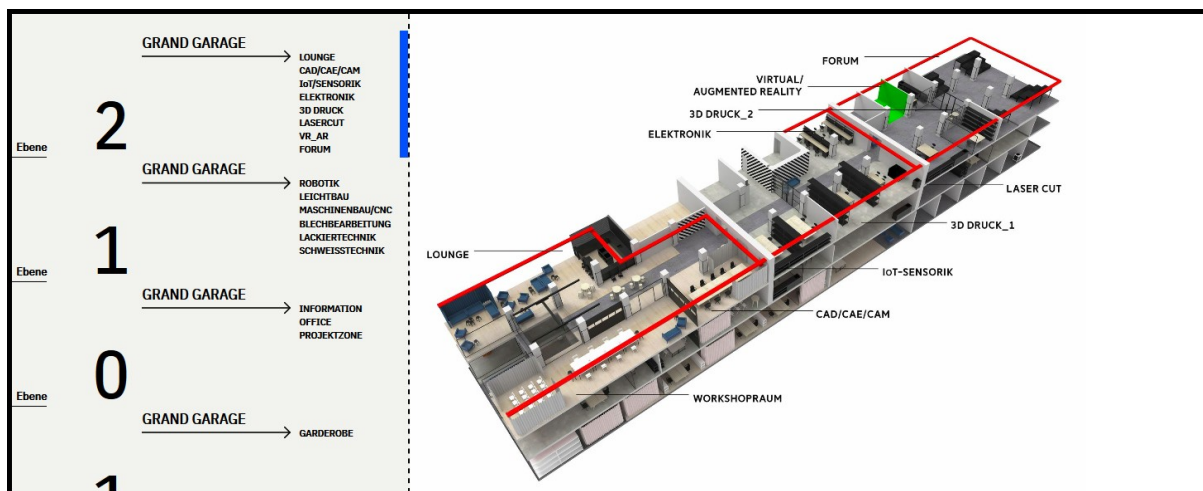 GRAND GARAGE
LOUNGE
CAD/CAE/CAM
IoT/SENSORIK
ELEKTRONIK
3D DRUCK
LASERCUT
VR_AR
FORUM
Ebene
2
GRAND GARAGE
ROBOTIK
LEICHTBAU
MASCHINENBAU/CNC
BLECHBEARBEITUNG
LACKIERTECHNIK
SCHWEISSTECHNIK
Ebene
1
GRAND GARAGE
INFORMATION
OFFICE
PROJEKTZONE
Ebene
0
GRAND GARAGE
GARDEROBE
FORUM
VIRTUAL/
AUGMENTED REALITY
3D DRUCK_2
ELEKTRONIK
LASER CUT
3D DRUCK_1
LOUNGE
IoT-SENSORIK
CAD/CAE/CAM
WORKSHOPRAUM